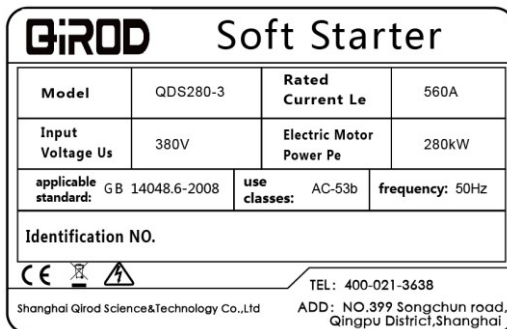 QiROD Soft Starter
Model QDS280-3 Rated Current Le 560A
Input Voltage Us 380V Electric Motor Power Pe 280kW
applicable standard: GB 14048.6-2008 use classes: AC-53b frequency: 50Hz
Identification NO.
CE
TEL: 400-021-3638
Shanghai Qirod Science&Technology Co.,Ltd
ADD: NO.399 Songchun road,
Qingpu District,Shanghai